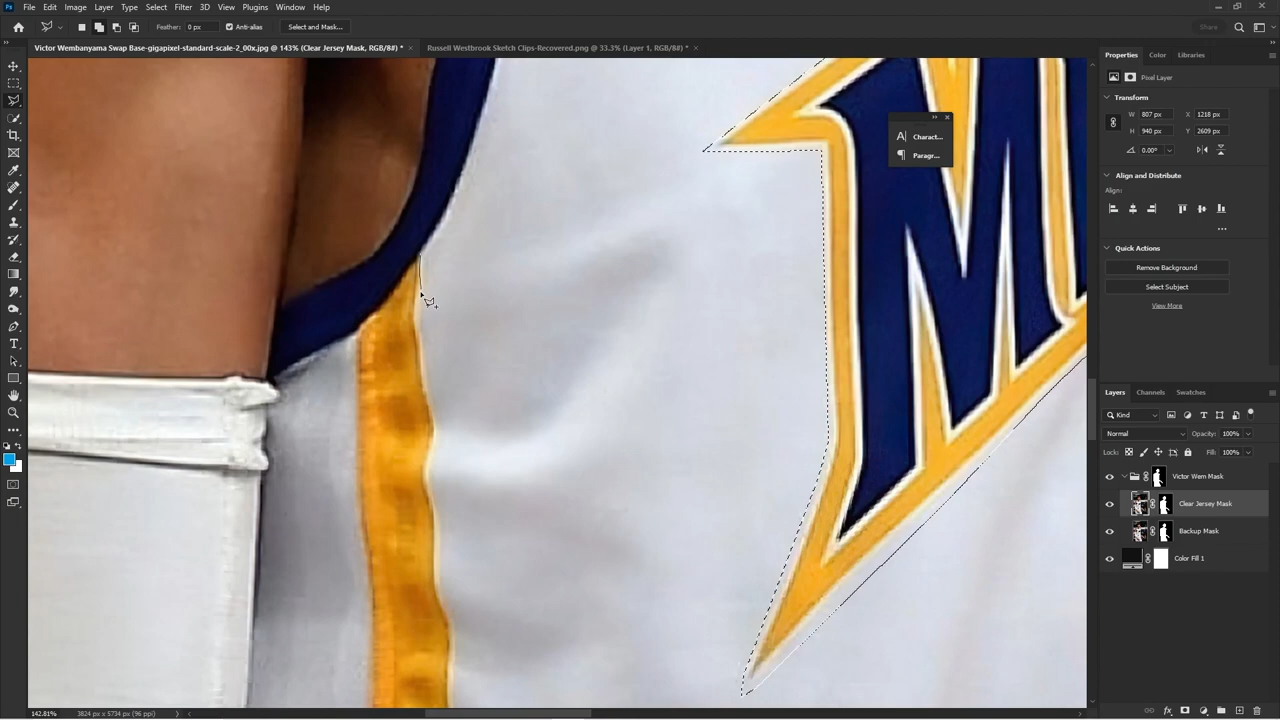 Ps File Edit Image Layer Type Select Filter 3D View Plugins Window Help
Feather: 0 px Anti-alias Select and Mask... Share
Victor Wembanyama Swap Base-gigapixel-standard-scale-2_00x.jpg @ 143% (Clear Jersey Mask, RGB/8#) * × Russell Westbrook Sketch Clips-Recovered.png @ 33.3% (Layer 1, RGB/8#) * ×
M
Charact...
Paragr...
Properties Color Libraries
Pixel Layer
Transform
W 807 px X 1218 px
H 940 px Y 2609 px
0.00°
Align and Distribute
Align:
Quick Actions
Remove Background
Select Subject
View More
Layers Channels Swatches
Kind
Normal Opacity: 100%
Lock: Fill: 100%
Victor Wem Mask
Clear Jersey Mask
Backup Mask
Color Fill 1
142.81% 3824 px x 5734 px (96 ppi)